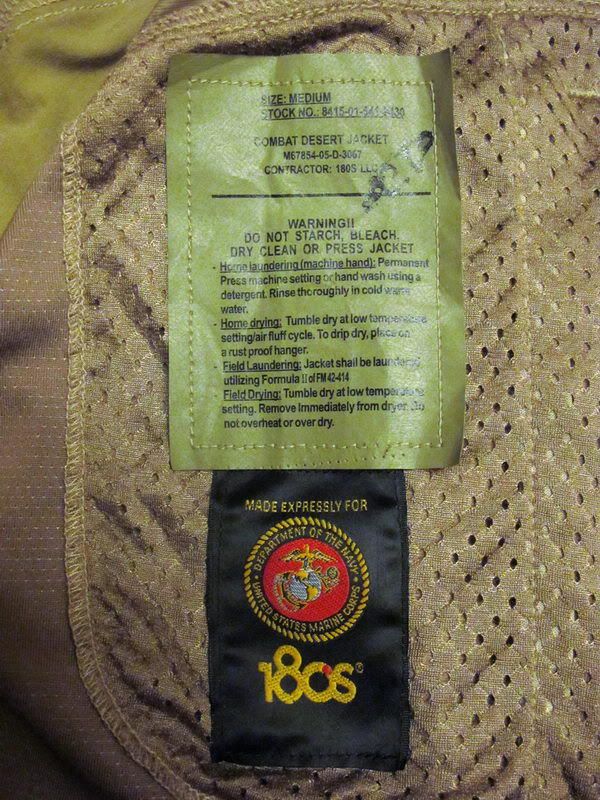 SIZE: MEDIUM
STOCK NO.: 8415-01-541-
COMBAT DESERT JACKET
M67854-05-D-3067
CONTRACTOR: 180S LLC
WARNING!!
DO NOT STARCH, BLEACH,
DRY CLEAN OR PRESS JACKET
- Home laundering (machine hand): Permanent
Press machine setting or hand wash using a
detergent. Rinse thoroughly in cold
water.
- Home drying: Tumble dry at low temperature
setting/air fluff cycle. To drip dry, place on
a rust proof hanger.
- Field Laundering: Jacket shall be laundered
utilizing Formula II of FM 42-414
Field Drying: Tumble dry at low temperature
setting. Remove Immediately from dryer. Do
not overheat or over dry.
MADE EXPRESSLY FOR
DEPARTMENT OF THE NAVY
UNITED STATES MARINE CORPS
180s®